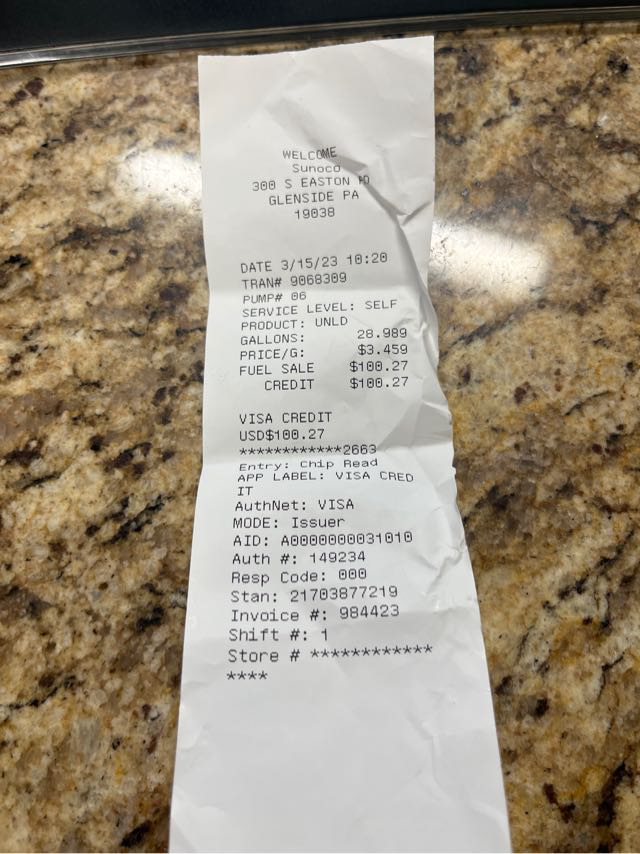 WELCOME
Sunoco
300 S EASTON RD
GLENSIDE PA
19038
DATE 3/15/23 10:20
TRAN# 9068309
PUMP# 06
SERVICE LEVEL: SELF
PRODUCT: UNLD
GALLONS: 28.989
PRICE/G: $3.459
FUEL SALE $100.27
CREDIT $100.27
VISA CREDIT
USD$100.27
************2663
Entry: Chip Read
APP LABEL: VISA CRED
IT
AuthNet: VISA
MODE: Issuer
AID: A0000000031010
Auth #: 149234
Resp Code: 000
Stan: 21703877219
Invoice #: 984423
Shift #: 1
Store # ************
****